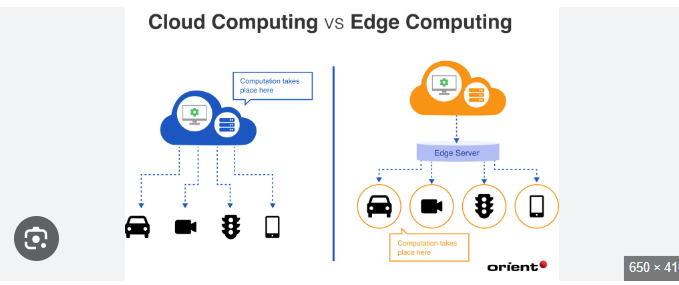 Cloud Computing vs Edge Computing
Computation takes
place here
Edge Server
Computation takes
place here
orient
650 × 41